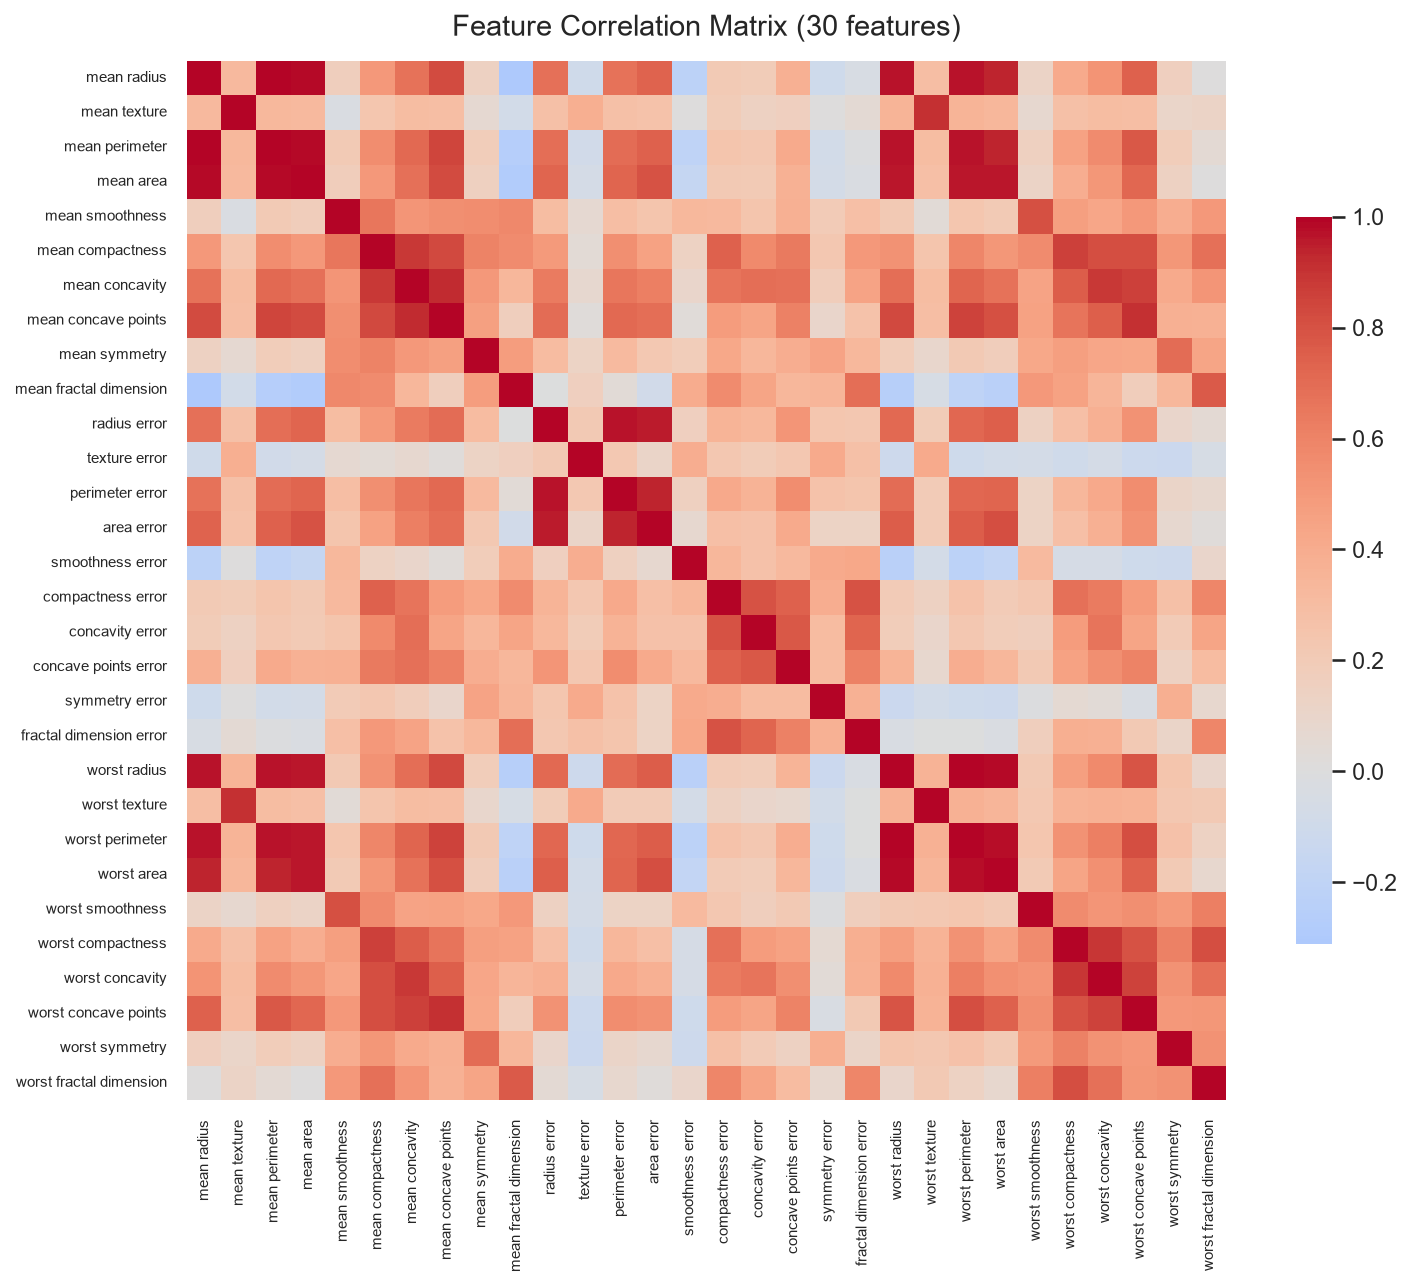 Feature Correlation Matrix (30 features)
mean radius
mean texture
mean perimeter
mean area
mean smoothness
mean compactness
mean concavity
mean concave points
mean symmetry
mean fractal dimension
radius error
texture error
perimeter error
area error
smoothness error
compactness error
concavity error
concave points error
symmetry error
fractal dimension error
worst radius
worst texture
worst perimeter
worst area
worst smoothness
worst compactness
worst concavity
worst concave points
worst symmetry
worst fractal dimension
mean radius
mean texture
mean perimeter
mean area
mean smoothness
mean compactness
mean concavity
mean concave points
mean symmetry
mean fractal dimension
radius error
texture error
perimeter error
area error
smoothness error
compactness error
concavity error
concave points error
symmetry error
fractal dimension error
worst radius
worst texture
worst perimeter
worst area
worst smoothness
worst compactness
worst concavity
worst concave points
worst symmetry
worst fractal dimension
1.0
0.8
0.6
0.4
0.2
0.0
−0.2